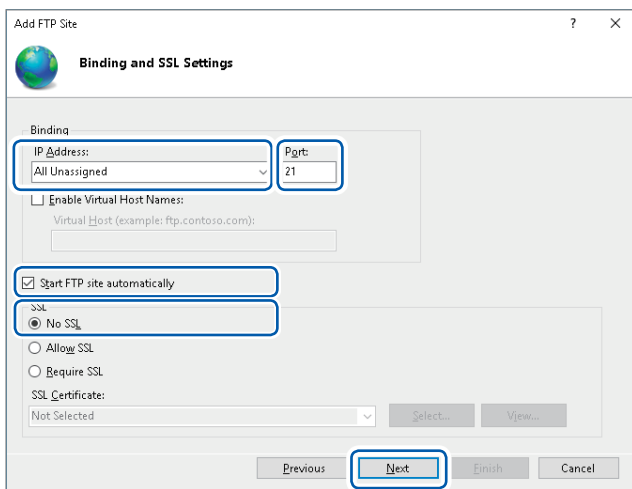 Add FTP Site ? ×
Binding and SSL Settings
Binding
IP Address: Port:
All Unassigned 21
Enable Virtual Host Names:
Virtual Host (example: ftp.contoso.com):
Start FTP site automatically
SSL
No SSL
Allow SSL
Require SSL
SSL Certificate:
Not Selected Select... View...
Previous Next Finish Cancel